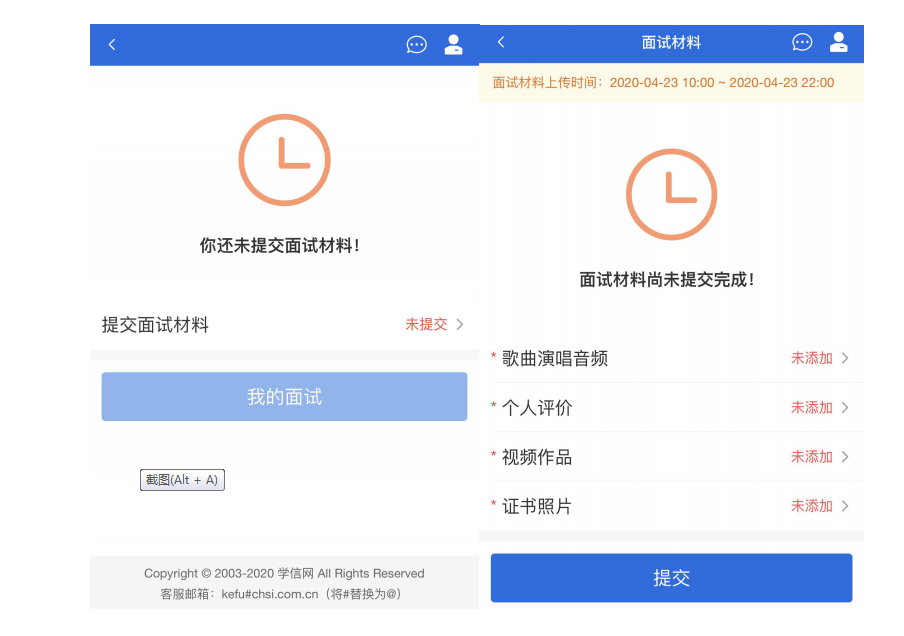 你还未提交面试材料！
提交面试材料
未提交
我的面试
截图(Alt + A)
Copyright © 2003-2020 学信网 All Rights Reserved
客服邮箱：kefu#chsi.com.cn（将#替换为@）
面试材料
面试材料上传时间：2020-04-23 10:00 ~ 2020-04-23 22:00
面试材料尚未提交完成！
* 歌曲演唱音频 未添加
* 个人评价 未添加
* 视频作品 未添加
* 证书照片 未添加
提交